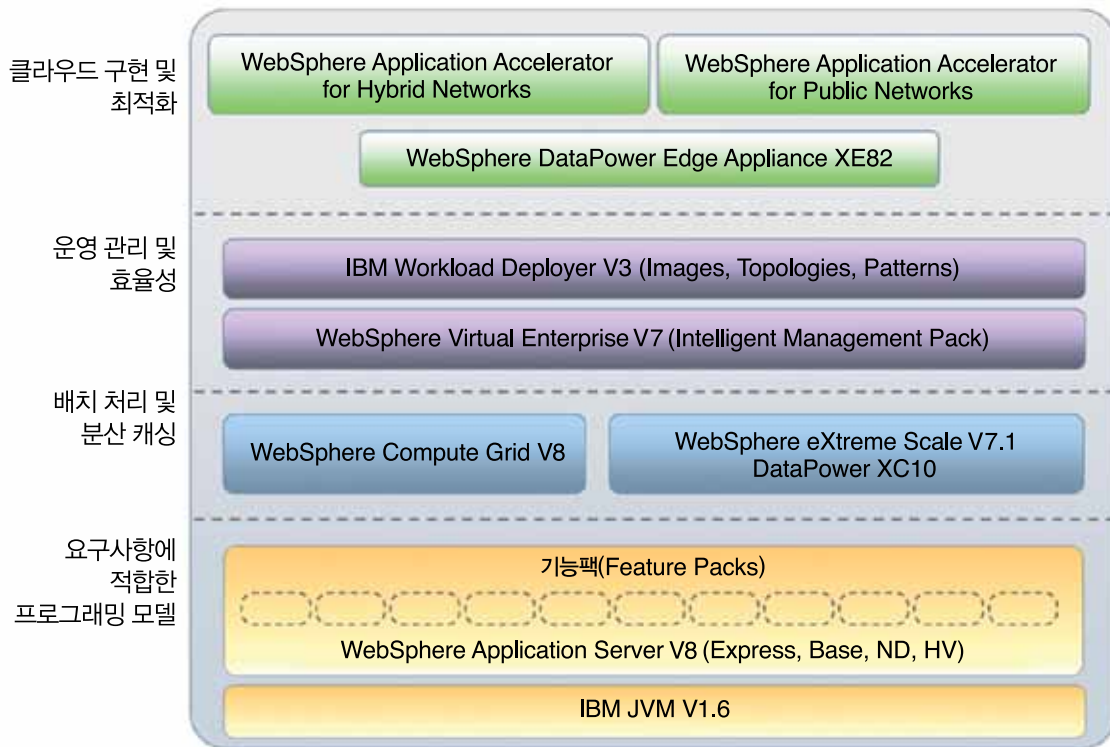 클라우드 구현 및
최적화
WebSphere Application Accelerator
for Hybrid Networks
WebSphere Application Accelerator
for Public Networks
WebSphere DataPower Edge Appliance XE82
운영 관리 및
효율성
IBM Workload Deployer V3 (Images, Topologies, Patterns)
WebSphere Virtual Enterprise V7 (Intelligent Management Pack)
배치 처리 및
분산 캐싱
WebSphere Compute Grid V8
WebSphere eXtreme Scale V7.1
DataPower XC10
요구사항에
적합한
프로그래밍 모델
기능팩(Feature Packs)
WebSphere Application Server V8 (Express, Base, ND, HV)
IBM JVM V1.6